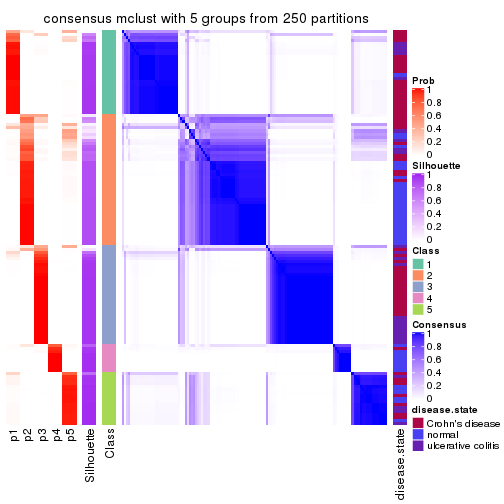 consensus mclust with 5 groups from 250 partitions
Prob
1
0.8
0.6
0.4
0.2
0
Silhouette
1
0.8
0.6
0.4
0.2
0
Class
1
2
3
4
5
Consensus
1
0.8
0.6
0.4
0.2
0
disease.state
Crohn's disease
normal
ulcerative colitis
p1
p2
p3
p4
p5
Silhouette
Class
disease.state